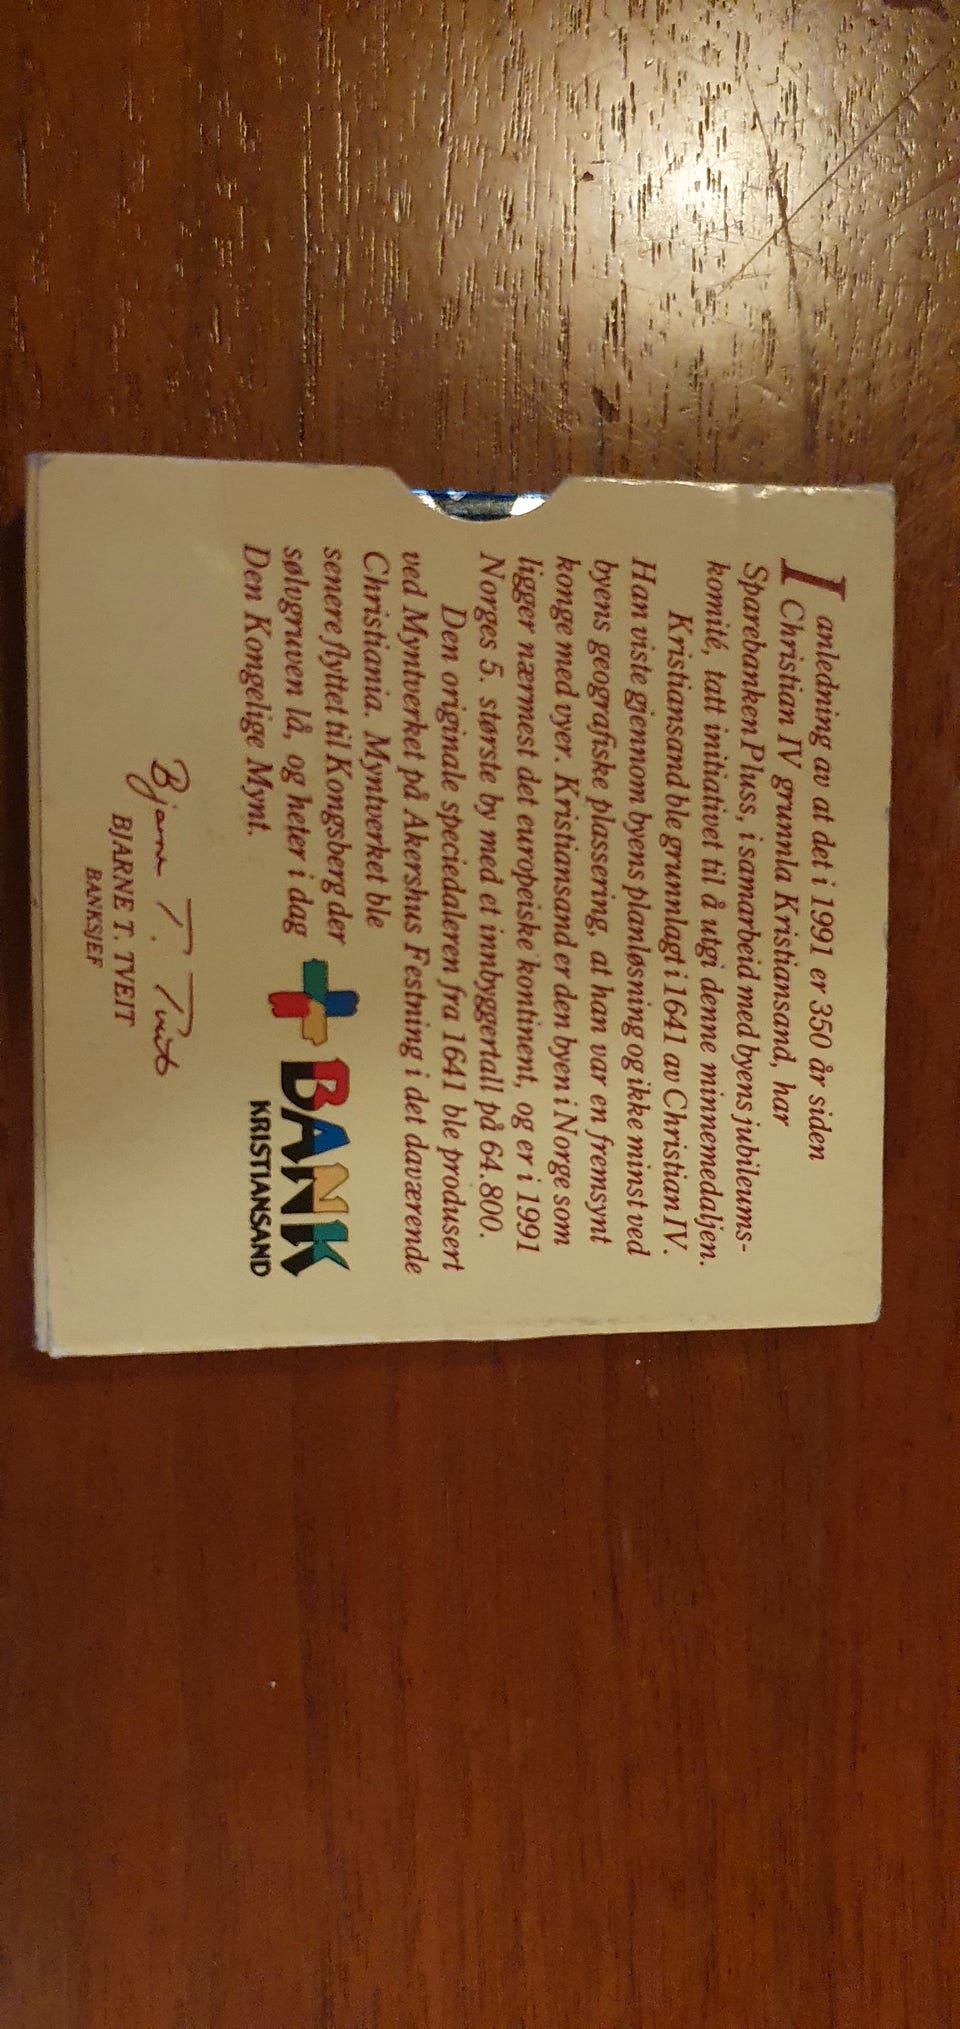 I anledning av at det i 1991 er 350 år siden
Christian IV grunnla Kristiansand, har
Sparebanken Pluss, i samarbeid med byens jubileums-
komité, tatt initiativet til å utgi denne minnemedaljen.
Kristiansand ble grunnlagt i 1641 av Christian IV.
Han viste gjennom byens planløsning og ikke minst ved
byens geografiske plassering, at han var en fremsynt
konge med vyer. Kristiansand er den byen i Norge som
ligger nærmest det europeiske kontinent, og er i 1991
Norges 5. største by med et innbyggertall på 64.800.
Den originale speciedaleren fra 1641 ble produsert
ved Myntverket på Akershus Festning i det daværende
Christiania. Myntverket ble
senere flyttet til Kongsberg der
sølvgruven lå, og heter i dag
Den Kongelige Mynt.
+ BANK
KRISTIANSAND
Bjarne T. Tveit
BJARNE T. TVEIT
BANKSJEF